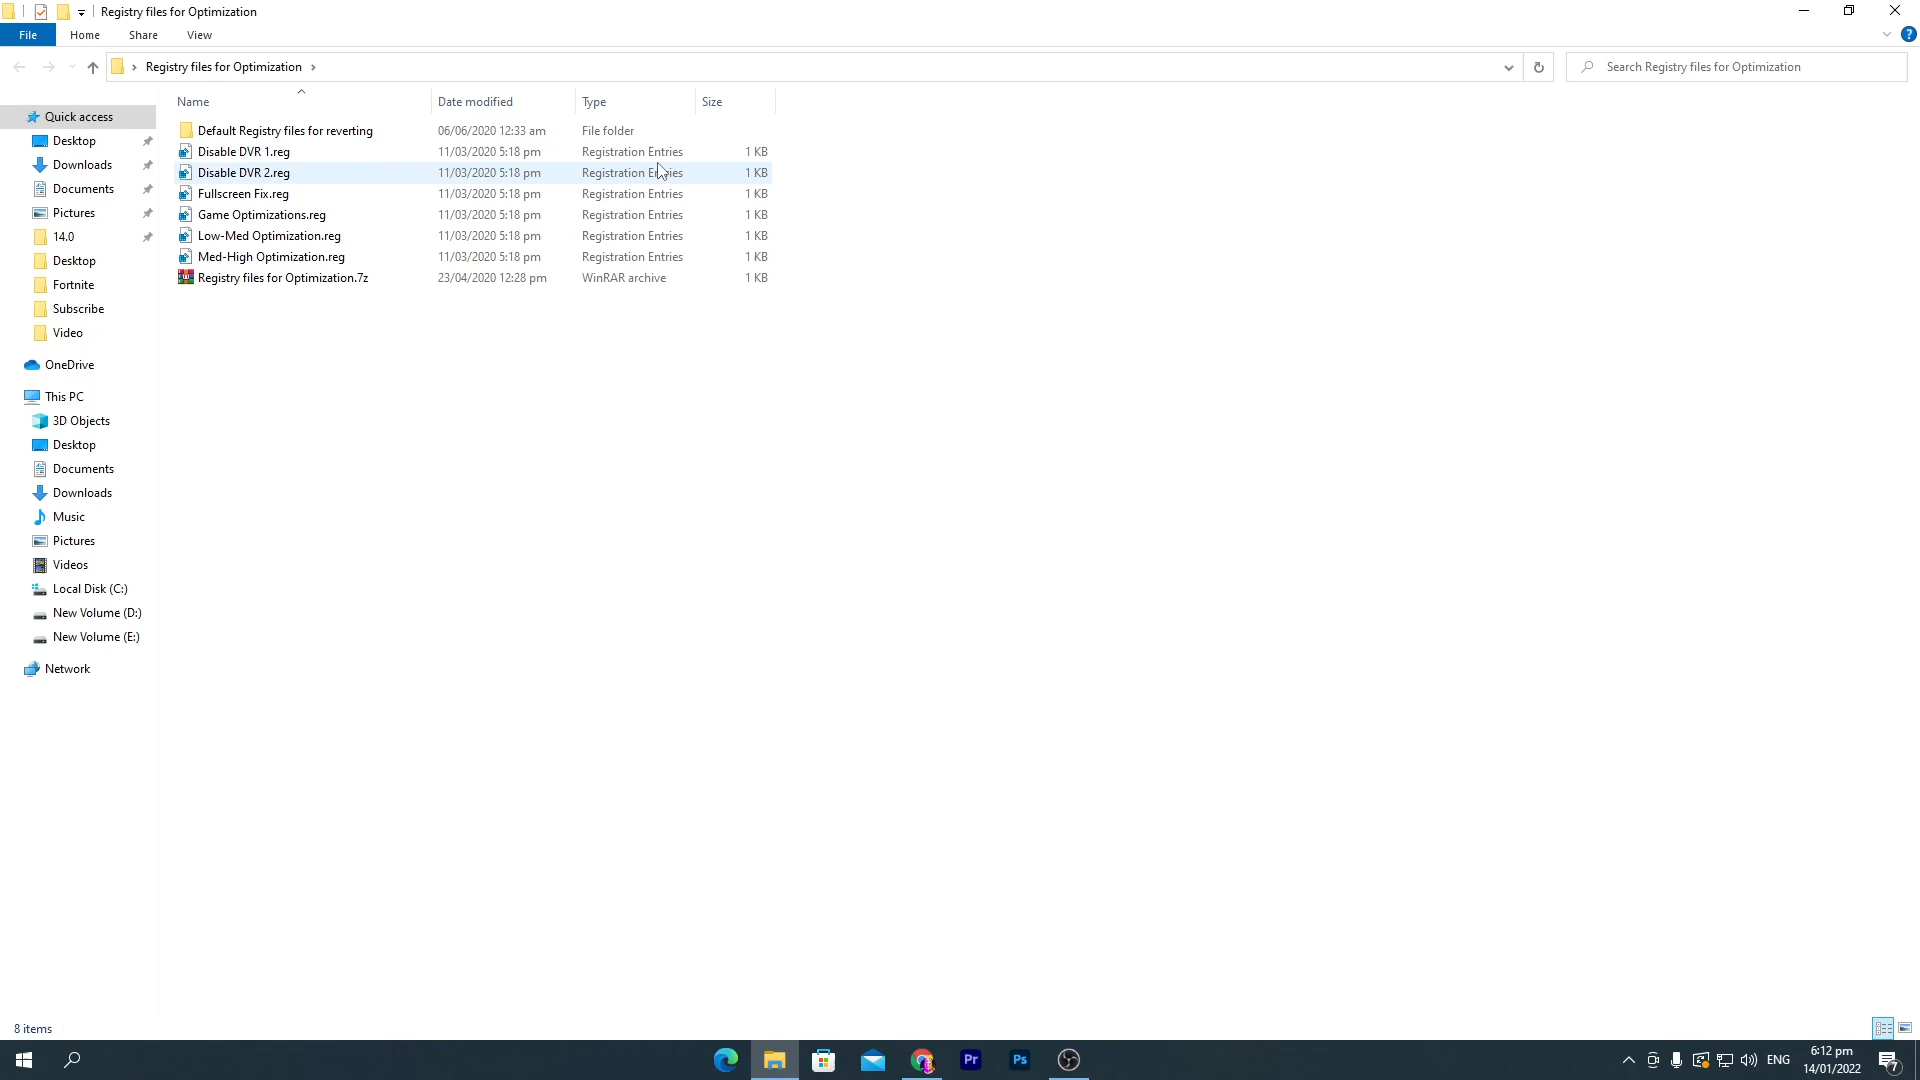 Registry files for Optimization
File Home Share View
Registry files for Optimization
Search Registry files for Optimization
Name Date modified Type Size
Default Registry files for reverting 06/06/2020 12:33 am File folder
Disable DVR 1.reg 11/03/2020 5:18 pm Registration Entries 1 KB
Disable DVR 2.reg 11/03/2020 5:18 pm Registration Entries 1 KB
Fullscreen Fix.reg 11/03/2020 5:18 pm Registration Entries 1 KB
Game Optimizations.reg 11/03/2020 5:18 pm Registration Entries 1 KB
Low-Med Optimization.reg 11/03/2020 5:18 pm Registration Entries 1 KB
Med-High Optimization.reg 11/03/2020 5:18 pm Registration Entries 1 KB
Registry files for Optimization.7z 23/04/2020 12:28 pm WinRAR archive 1 KB
Quick access
Desktop
Downloads
Documents
Pictures
14.0
Desktop
Fortnite
Subscribe
Video
OneDrive
This PC
3D Objects
Desktop
Documents
Downloads
Music
Pictures
Videos
Local Disk (C:)
New Volume (D:)
New Volume (E:)
Network
8 items
Pr
Ps
ENG
6:12 pm
14/01/2022
7